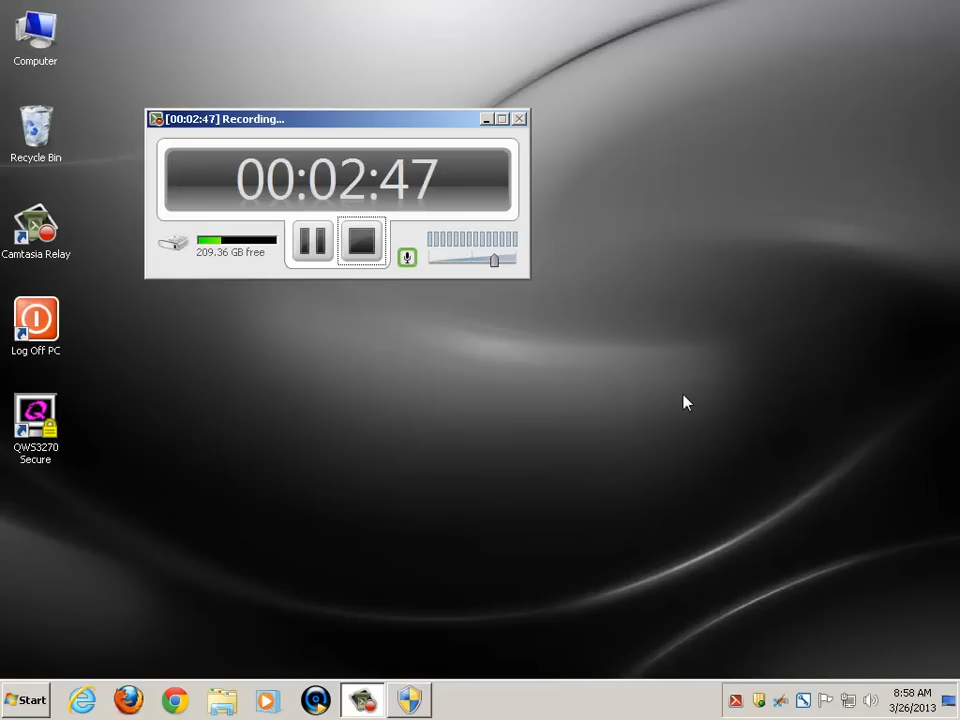 Computer
Recycle Bin
Camtasia Relay
Log Off PC
QWS3270
Secure
[00:02:47] Recording...
00:02:47
209.36 GB free
Start
8:58 AM
3/26/2013